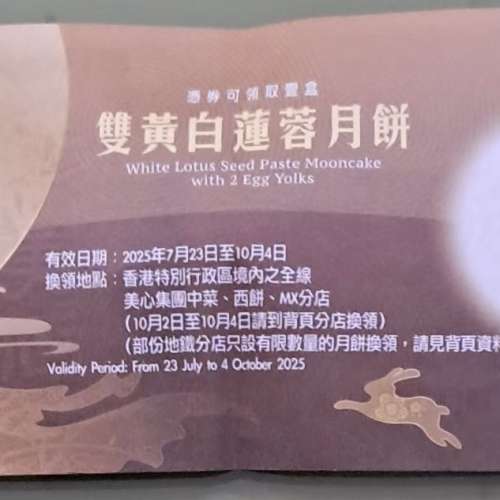 憑券可領取壹盒
雙黃白蓮蓉月餅
White Lotus Seed Paste Mooncake
with 2 Egg Yolks
有效日期：2025年7月23日至10月4日
換領地點：香港特別行政區境內之全線
美心集團中菜、西餅、MX分店
(10月2日至10月4日請到背頁分店換領)
(部份地鐵分店只設有限數量的月餅換領，請見背頁資料
Validity Period: From 23 July to 4 October 2025